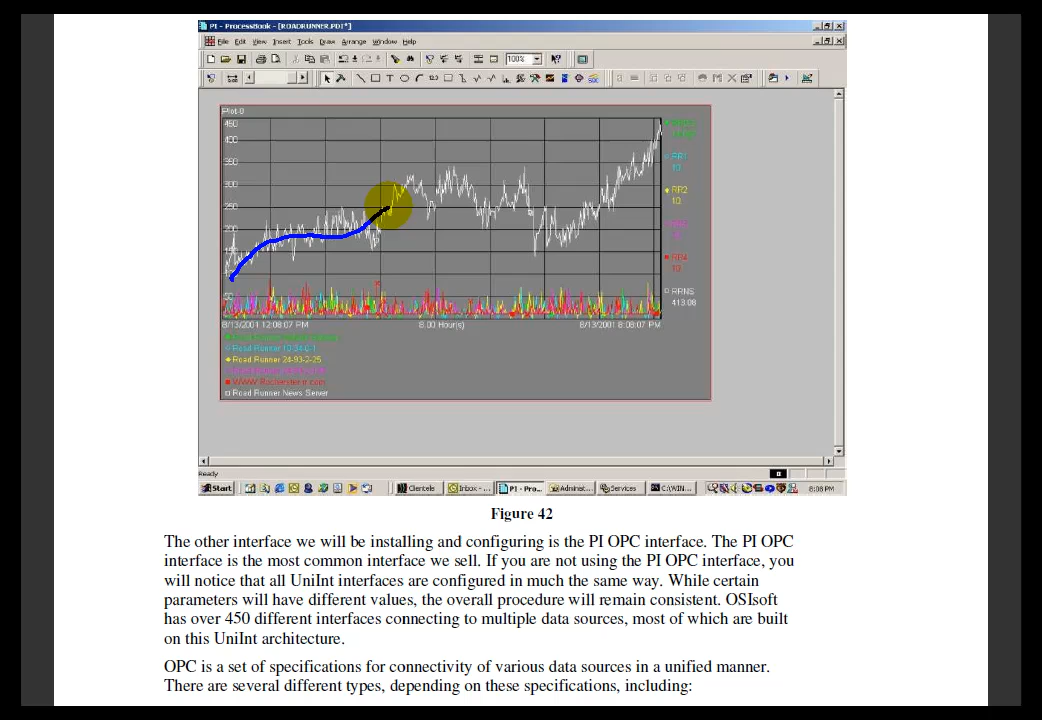 PI - ProcessBook - [ROADRUNNER.PDI*]
File Edit View Insert Tools Draw Arrange Window Help
100%
Plot-0
450
400
350
300
250
200
150
50
RR1
10
RR2
10
RR4
10
RRNS
413.08
8/13/2001 12:08:07 PM 8.00 Hour(s) 8/13/2001 8:08:07 PM
Road Runner 24-93-2-25
Road Runner News Server
Ready
Start Clientele Inbox - ... PI - Pro... Adminat... Services C:\WIN... 8:08 PM
Figure 42
The other interface we will be installing and configuring is the PI OPC interface. The PI OPC
interface is the most common interface we sell. If you are not using the PI OPC interface, you
will notice that all UniInt interfaces are configured in much the same way. While certain
parameters will have different values, the overall procedure will remain consistent. OSIsoft
has over 450 different interfaces connecting to multiple data sources, most of which are built
on this UniInt architecture.
OPC is a set of specifications for connectivity of various data sources in a unified manner.
There are several different types, depending on these specifications, including: